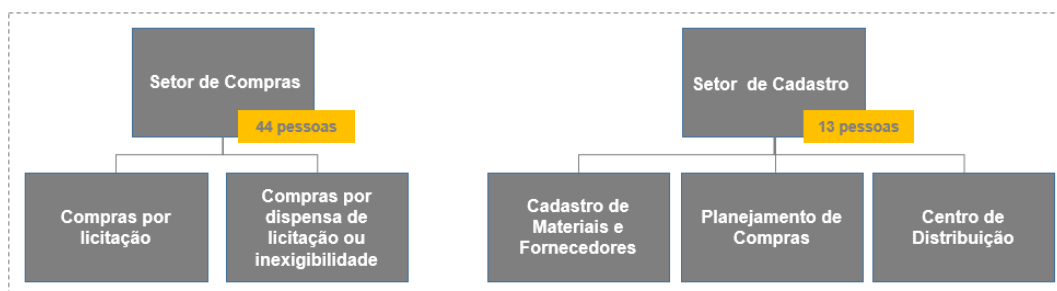 Setor de Compras
44 pessoas
Compras por
licitação
Compras por
dispensa de
licitação ou
inexigibilidade
Setor de Cadastro
13 pessoas
Cadastro de
Materiais e
Fornecedores
Planejamento de
Compras
Centro de
Distribuição